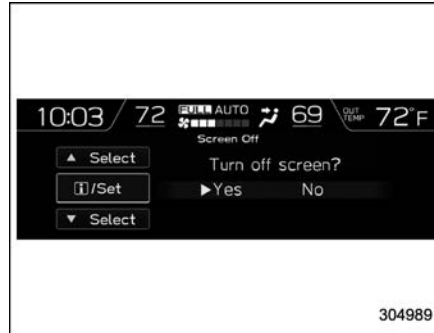 10:03 72 FULL AUTO 69 OUT TEMP 72°F
Screen Off
▲ Select
Turn off screen?
i/Set
▶Yes No
▼ Select
304989